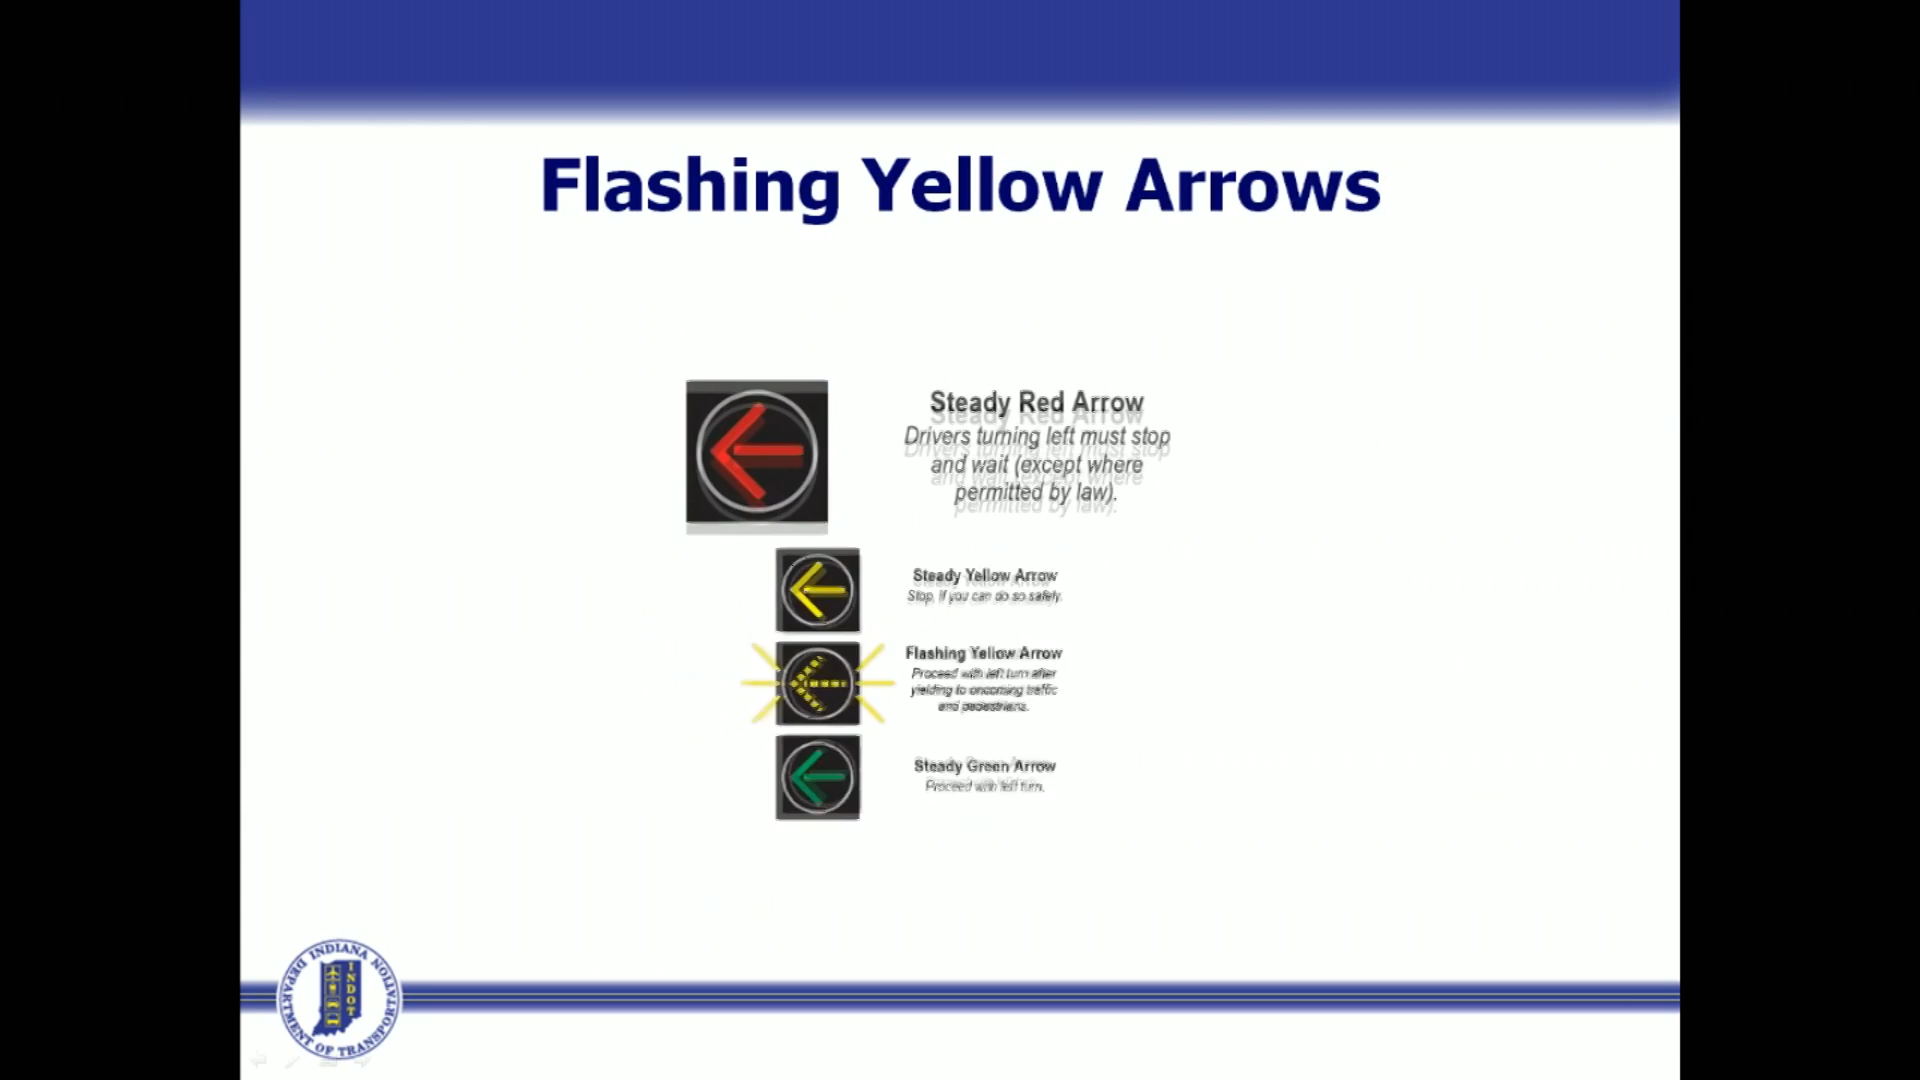 Flashing Yellow Arrows
Steady Red Arrow
Drivers turning left must stop
and wait (except where
permitted by law).
Steady Yellow Arrow
Stop, if you can do so safely.
Flashing Yellow Arrow
Proceed with left turn after
yielding to oncoming traffic
and pedestrians.
Steady Green Arrow
Proceed with left turn.
INDIANA
DEPARTMENT OF TRANSPORTATION
INDOT